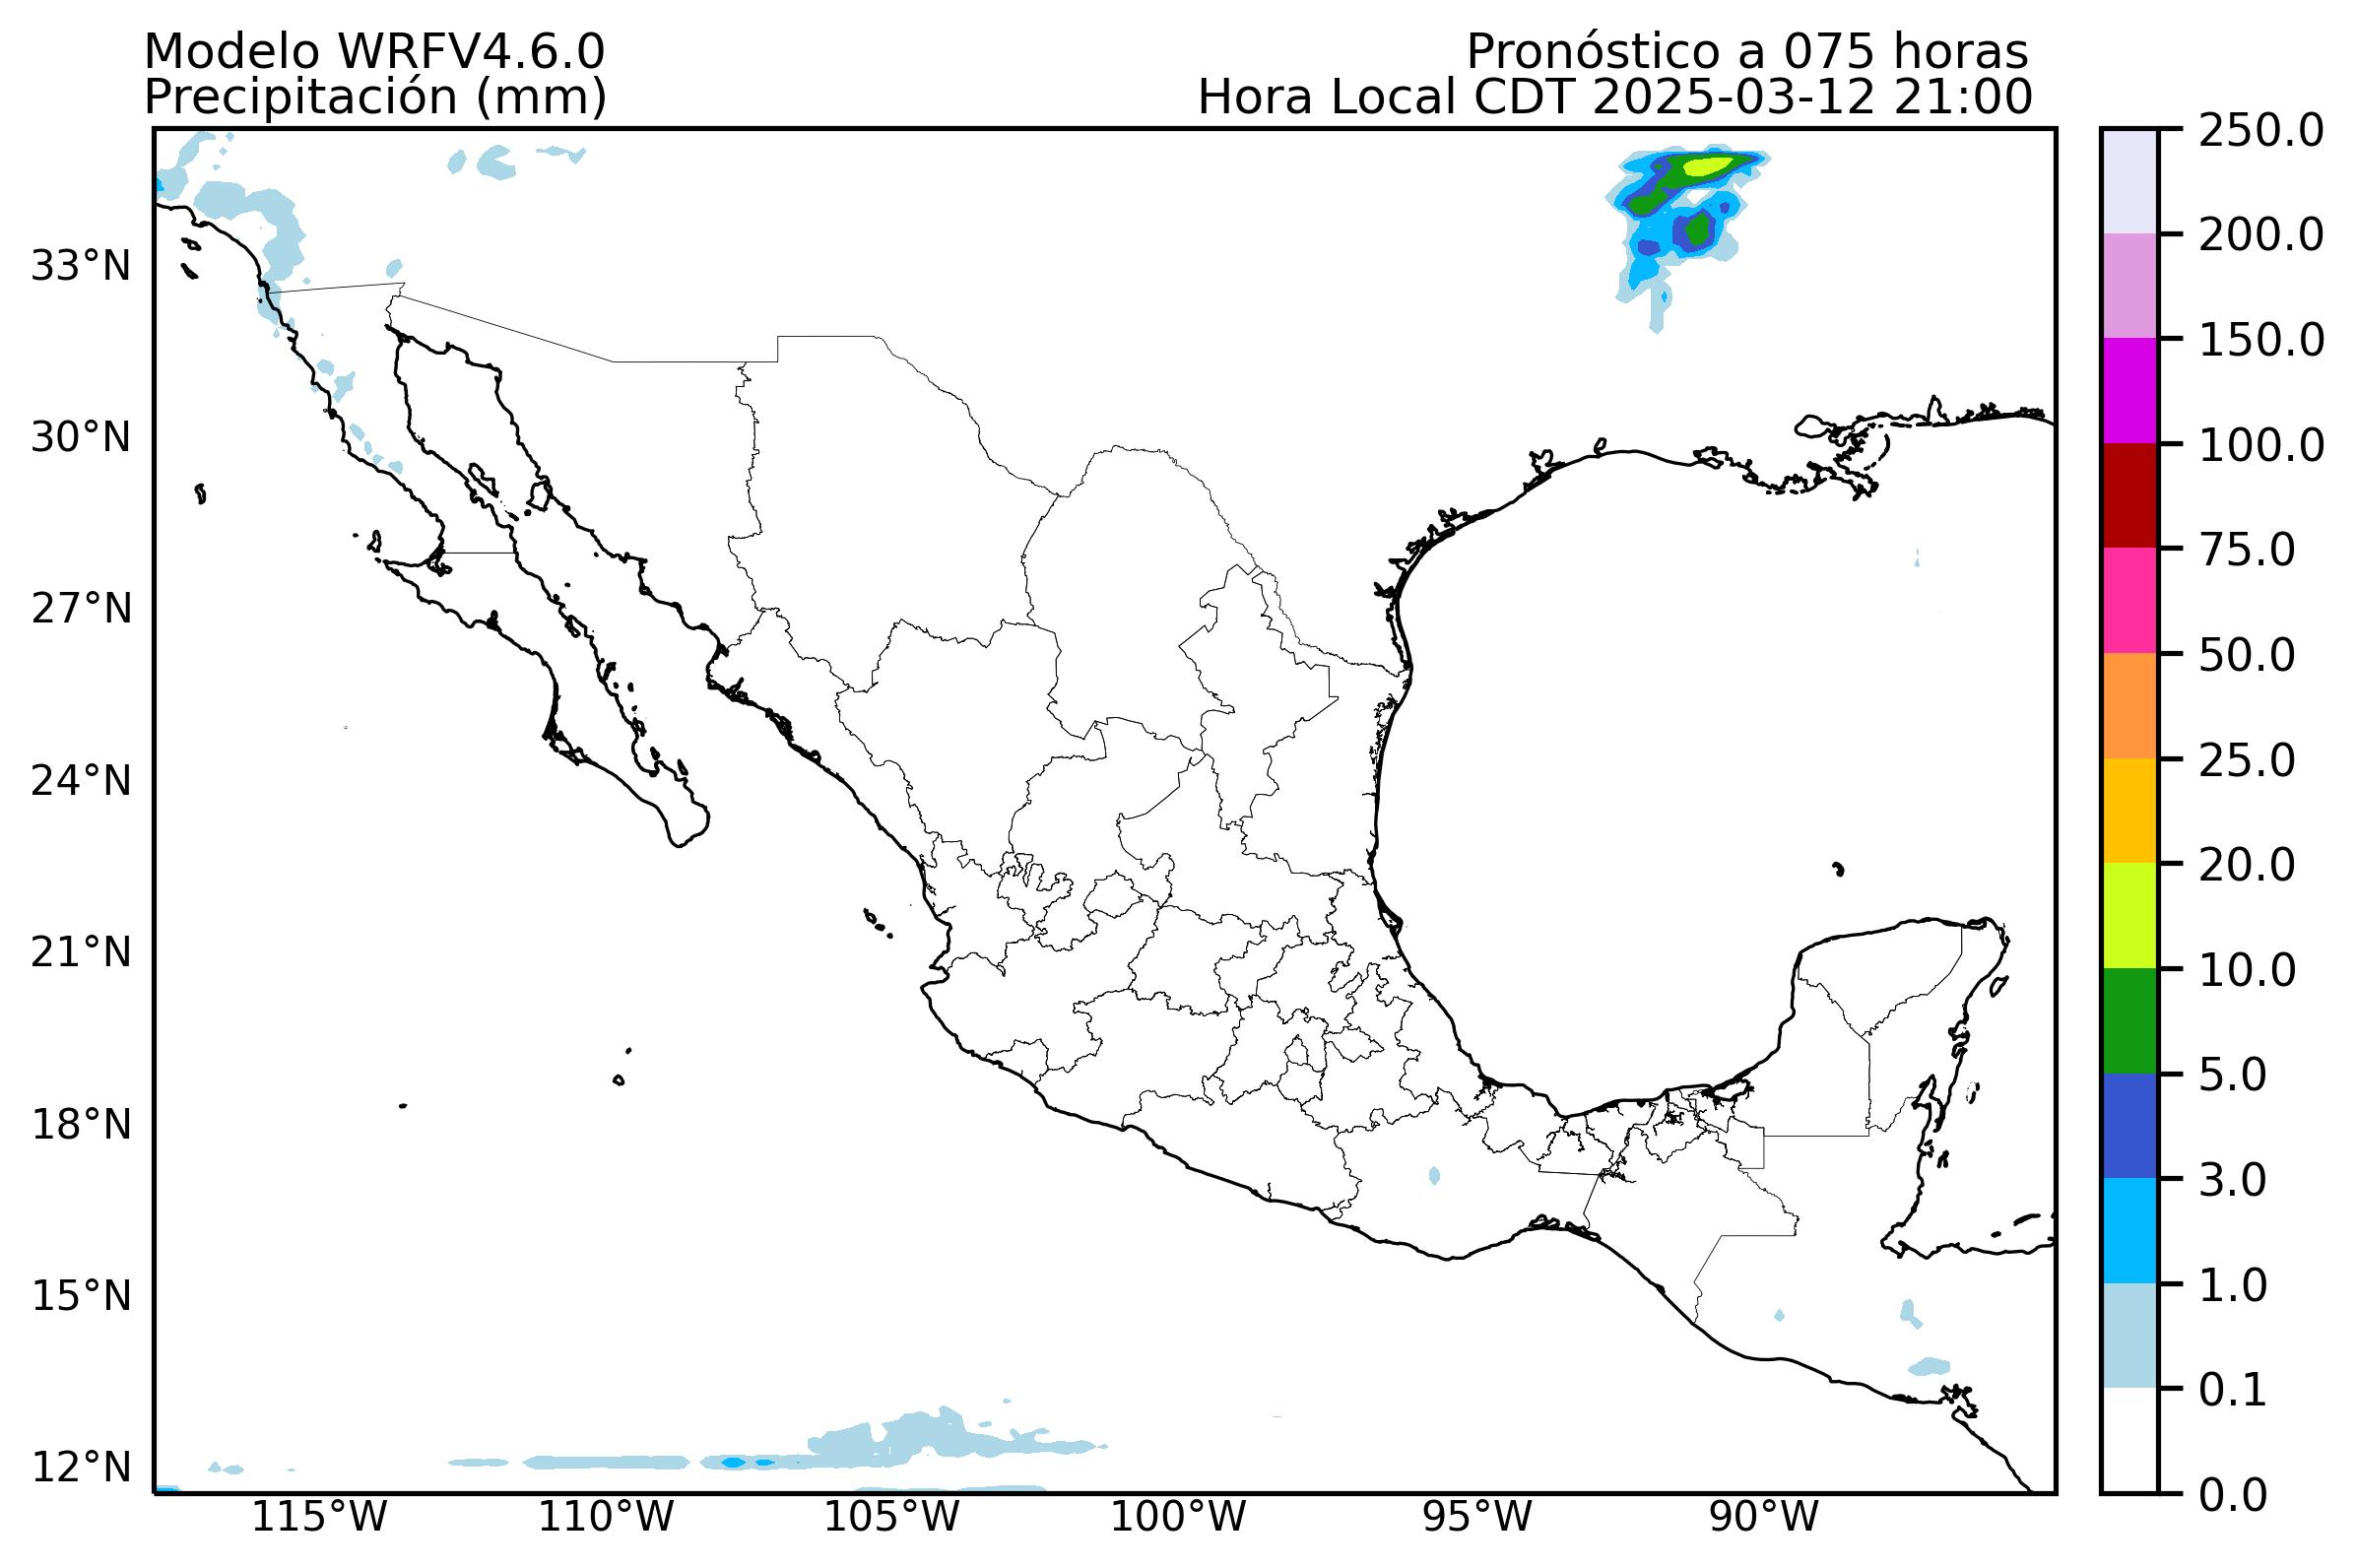 Modelo WRFV4.6.0
Pronóstico a 075 horas
Precipitación (mm)
Hora Local CDT 2025-03-12 21:00
33°N
30°N
27°N
24°N
21°N
18°N
15°N
12°N
115°W
110°W
105°W
100°W
95°W
90°W
250.0
200.0
150.0
100.0
75.0
50.0
25.0
20.0
10.0
5.0
3.0
1.0
0.1
0.0